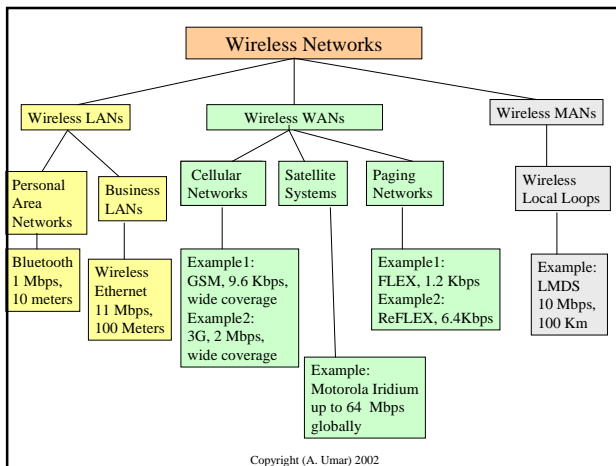 Wireless Networks
Wireless LANs
Wireless WANs
Wireless MANs
Personal
Area
Networks
Business
LANs
Cellular
Networks
Satellite
Systems
Paging
Networks
Wireless
Local Loops
Bluetooth
1 Mbps,
10 meters
Wireless
Ethernet
11 Mbps,
100 Meters
Example1:
GSM, 9.6 Kbps,
wide coverage
Example2:
3G, 2 Mbps,
wide coverage
Example:
Motorola Iridium
up to 64 Mbps
globally
Example1:
FLEX, 1.2 Kbps
Example2:
ReFLEX, 6.4Kbps
Example:
LMDS
10 Mbps,
100 Km
Copyright (A. Umar) 2002